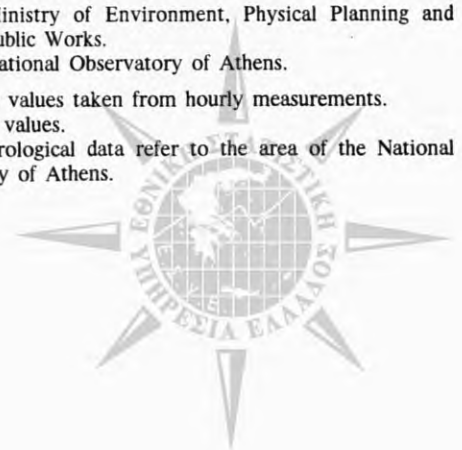 inistry of Environment, Physical Planning and
ublic Works.
ational Observatory of Athens.
values taken from hourly measurements.
values.
rological data refer to the area of the National
y of Athens.
ΕΘΝΙΚΗ ΣΤΑΤΙΣΤΙΚΗ
ΥΠΗΡΕΣΙΑ ΕΛΛΑΔΟΣ
Ε Σ Υ Ε